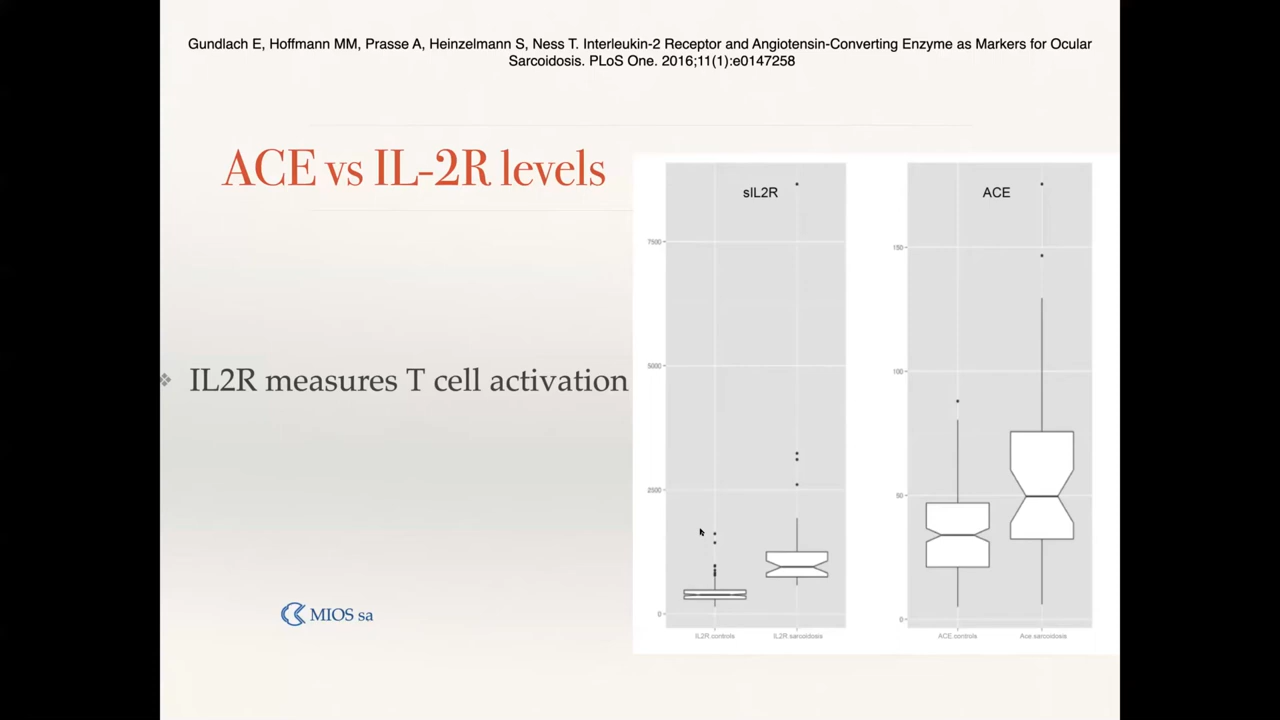 Gundlach E, Hoffmann MM, Prasse A, Heinzelmann S, Ness T. Interleukin-2 Receptor and Angiotensin-Converting Enzyme as Markers for Ocular
Sarcoidosis. PLoS One. 2016;11(1):e0147258
ACE vs IL-2R levels
IL2R measures T cell activation
MIOS sa
sIL2R
7500
5000
2500
0
IL2R.controls
IL2R.sarcoidosis
ACE
150
100
50
0
ACE.controls
Ace.sarcoidosis